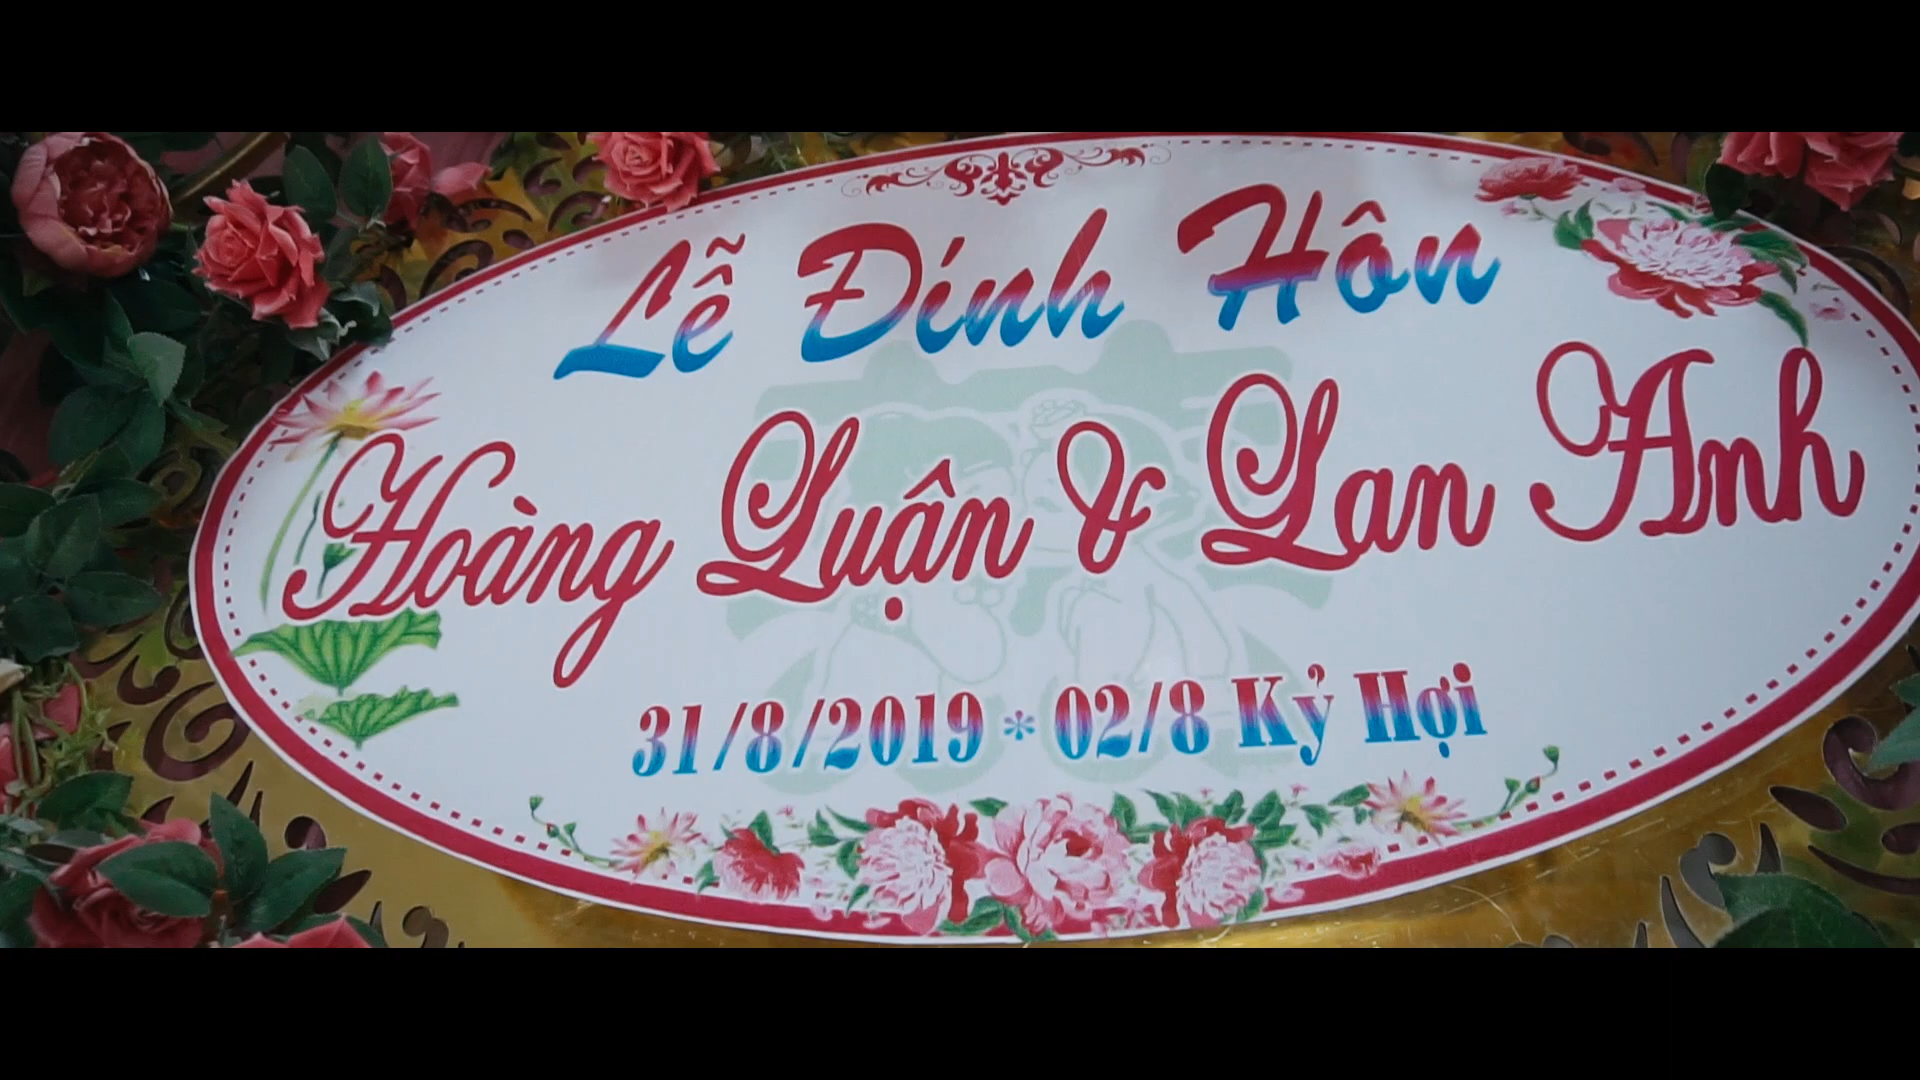 Lễ Đính Hôn
Hoàng Luận & Lan Anh
31/8/2019 * 02/8 Kỷ Hợi